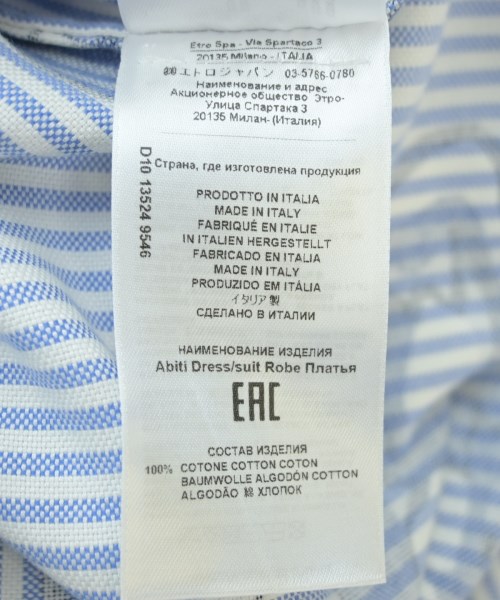 Etro Spa - Via Spartaco 3
20135 Milano - ITALIA
㈱エトロジャパン 03-5766-0780
Наименование и адрес
Акционерное общество Этро-
Улица Спартака 3
20135 Милан- (Италия)
D10 13524 9546
Страна, где изготовлена продукция
PRODOTTO IN ITALIA
MADE IN ITALY
FABRIQUÉ EN ITALIE
IN ITALIEN HERGESTELLT
FABRICADO EN ITALIA
MADE IN ITALY
PRODUZIDO EM ITÁLIA
イタリア製
СДЕЛАНО В ИТАЛИИ
НАИМЕНОВАНИЕ ИЗДЕЛИЯ
Abiti Dress/suit Robe Платья
EAC
СОСТАВ ИЗДЕЛИЯ
100% COTONE COTTON COTON
BAUMWOLLE ALGODÓN COTTON
ALGODÃO 綿 ХЛОПОК